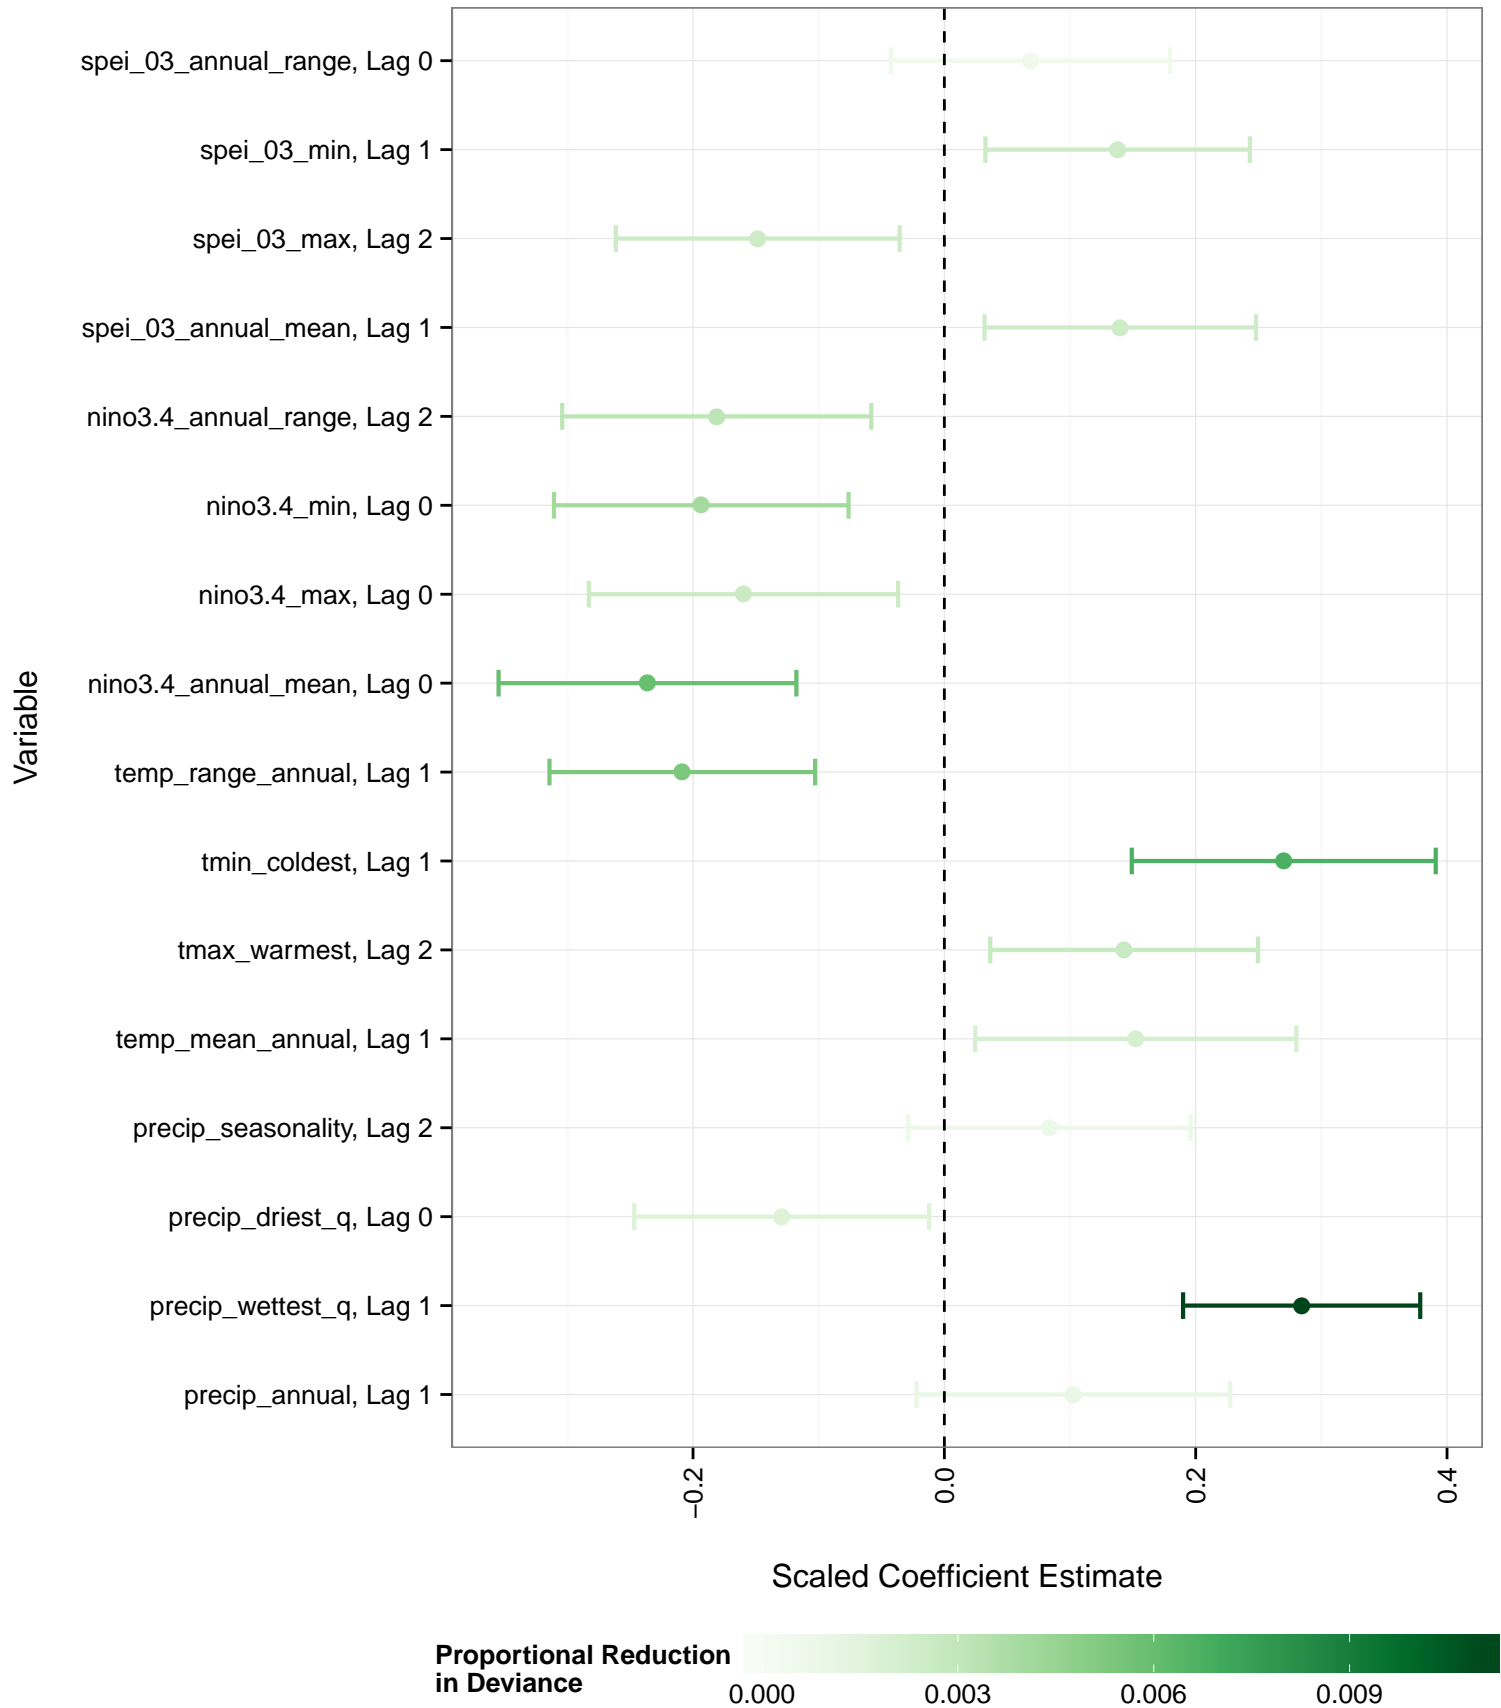 spei_03_annual_range, Lag 0
spei_03_min, Lag 1
spei_03_max, Lag 2
spei_03_annual_mean, Lag 1
nino3.4_annual_range, Lag 2
nino3.4_min, Lag 0
nino3.4_max, Lag 0
nino3.4_annual_mean, Lag 0
temp_range_annual, Lag 1
tmin_coldest, Lag 1
tmax_warmest, Lag 2
temp_mean_annual, Lag 1
precip_seasonality, Lag 2
precip_driest_q, Lag 0
precip_wettest_q, Lag 1
precip_annual, Lag 1
Variable
−0.2 0.0 0.2 0.4
Scaled Coefficient Estimate
Proportional Reduction
in Deviance
0.000 0.003 0.006 0.009